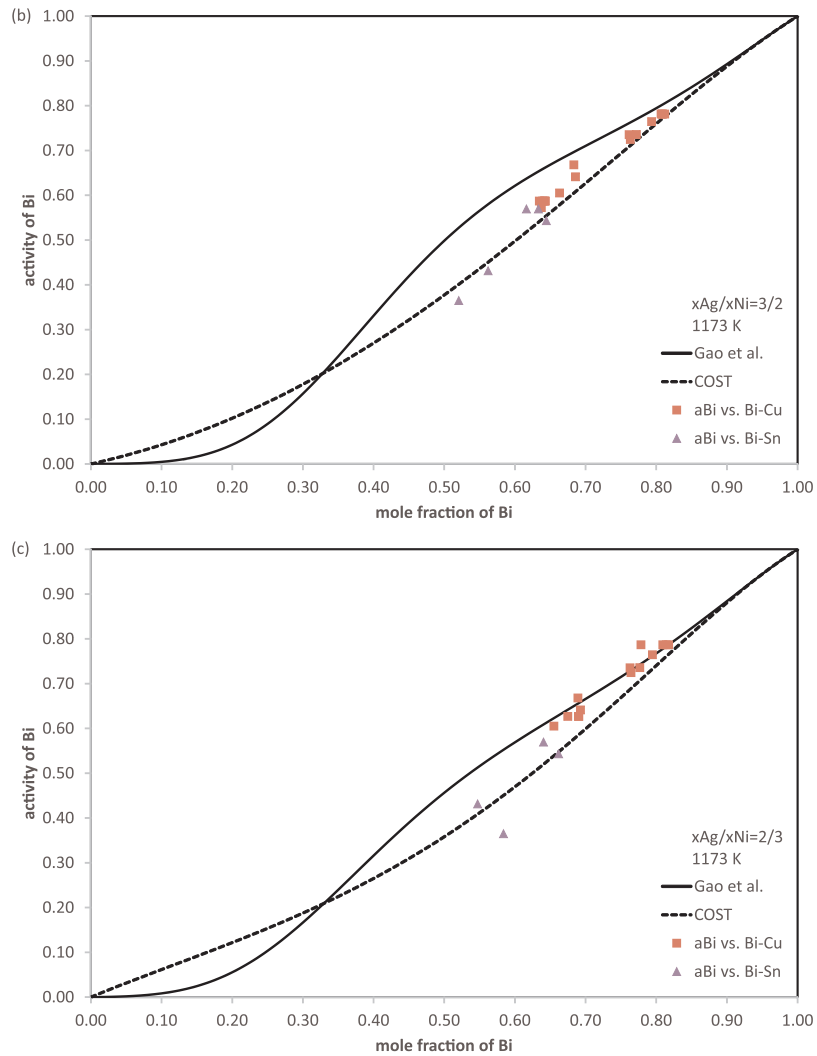 (b)
1.00
0.90
0.80
0.70
0.60
0.50
0.40
0.30
0.20
0.10
0.00
activity of Bi
xAg/xNi=3/2
1173 K
Gao et al.
COST
aBi vs. Bi-Cu
aBi vs. Bi-Sn
0.00 0.10 0.20 0.30 0.40 0.50 0.60 0.70 0.80 0.90 1.00
mole fraction of Bi
(c)
1.00
0.90
0.80
0.70
0.60
0.50
0.40
0.30
0.20
0.10
0.00
activity of Bi
xAg/xNi=2/3
1173 K
Gao et al.
COST
aBi vs. Bi-Cu
aBi vs. Bi-Sn
0.00 0.10 0.20 0.30 0.40 0.50 0.60 0.70 0.80 0.90 1.00
mole fraction of Bi